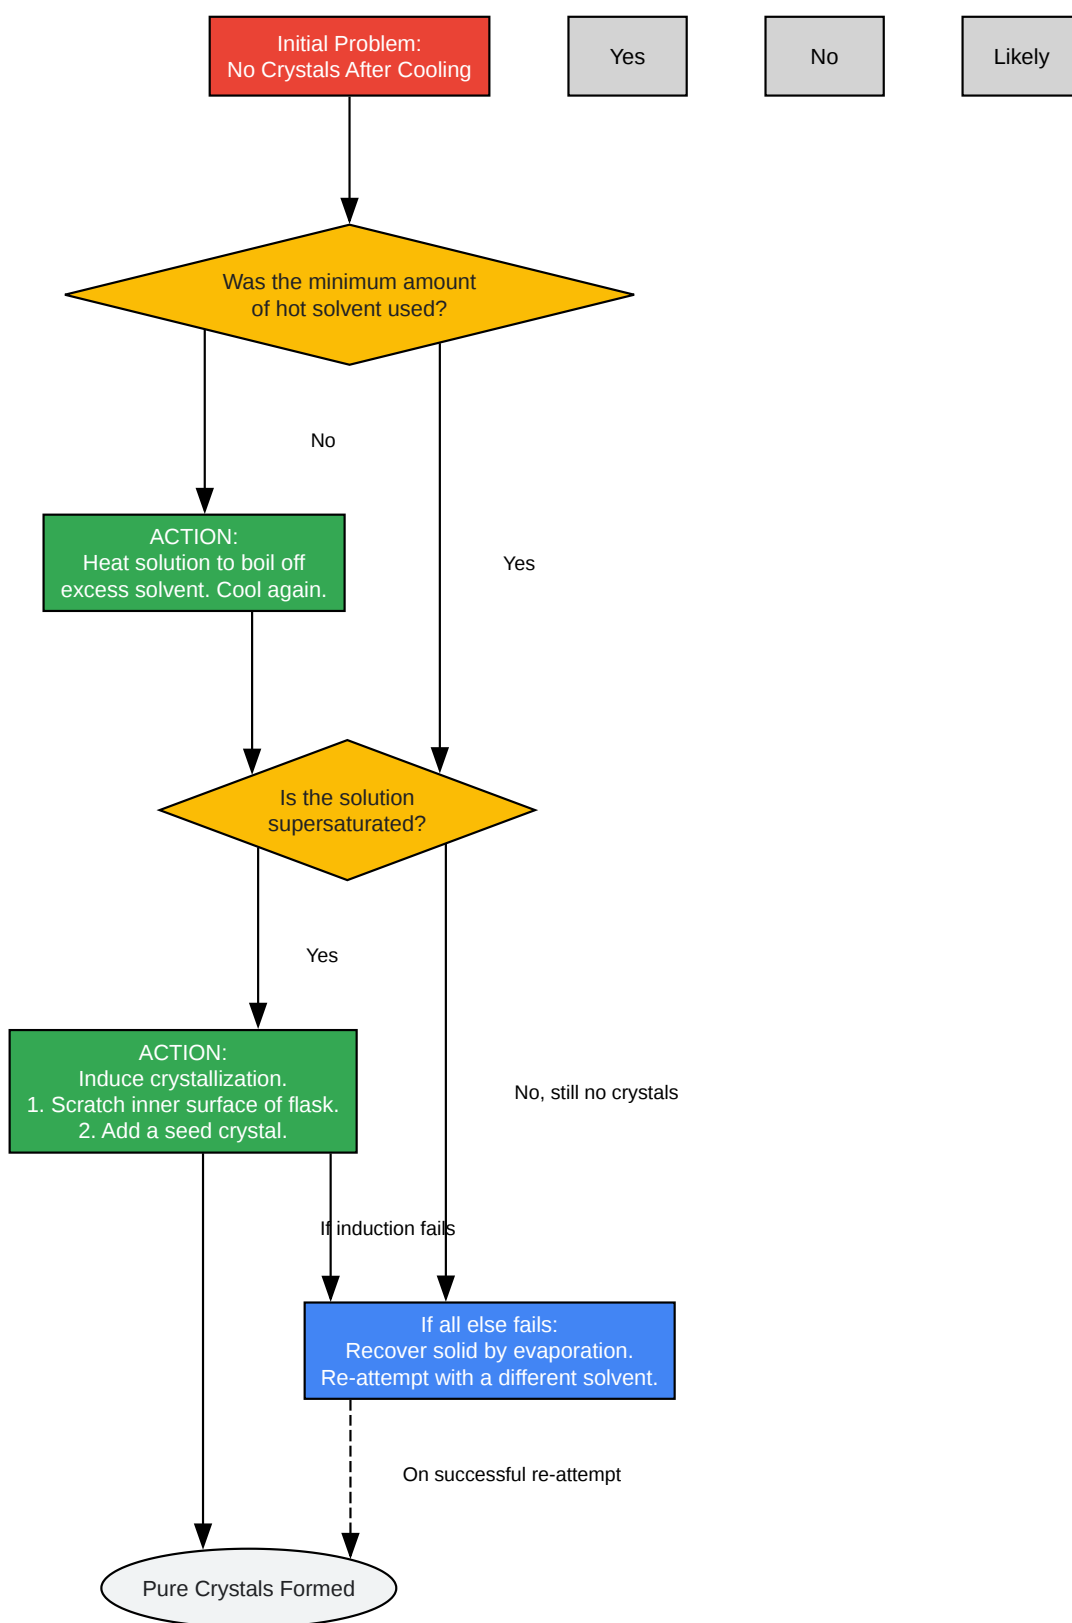 Initial Problem:
No Crystals After Cooling
Yes
No
Likely
Was the minimum amount
of hot solvent used?
No
ACTION:
Heat solution to boil off
excess solvent. Cool again.
Yes
Is the solution
supersaturated?
Yes
ACTION:
Induce crystallization.
1. Scratch inner surface of flask.
2. Add a seed crystal.
No, still no crystals
If induction fails
If all else fails:
Recover solid by evaporation.
Re-attempt with a different solvent.
On successful re-attempt
Pure Crystals Formed